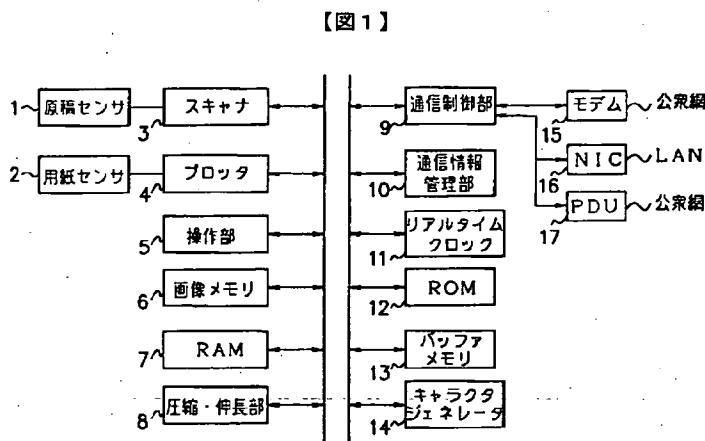 【図1】
1 原稿センサ
スキャナ
3
2 用紙センサ
プロッタ
4
5 操作部
6 画像メモリ
7 RAM
8 圧縮・伸長部
通信制御部
9
通信情報
管理部
10
リアルタイム
クロック
11
12 ROM
バッファ
メモリ
13
キャラクタ
ジェネレータ
14
モデム 公衆網
15
NIC LAN
16
PDU 公衆網
17